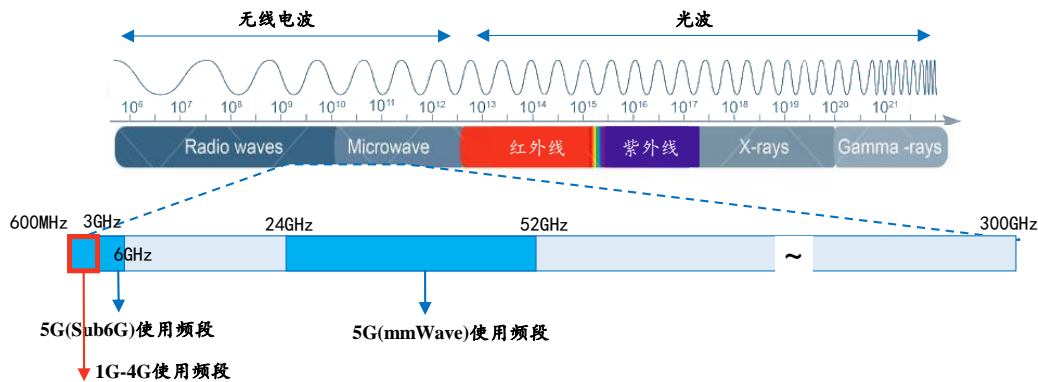 无线电波 光波
10⁶ 10⁷ 10⁸ 10⁹ 10¹⁰ 10¹¹ 10¹² 10¹³ 10¹⁴ 10¹⁵ 10¹⁶ 10¹⁷ 10¹⁸ 10¹⁹ 10²⁰ 10²¹
Radio waves Microwave 红外线 紫外线 X-rays Gamma -rays
600MHz 3GHz 24GHz 52GHz 300GHz
6GHz ~
5G(Sub6G)使用频段 5G(mmWave)使用频段
1G-4G使用频段